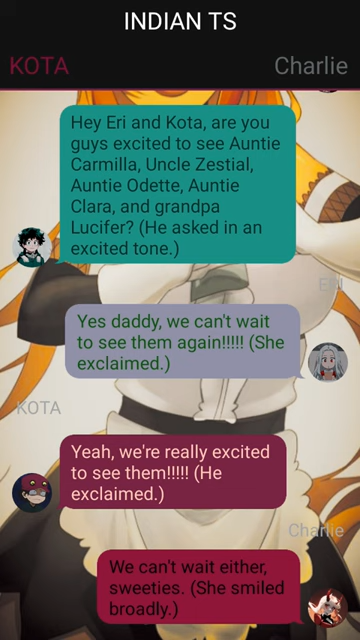 INDIAN TS
KOTA
Charlie
Hey Eri and Kota, are you
guys excited to see Auntie
Carmilla, Uncle Zestial,
Auntie Odette, Auntie
Clara, and grandpa
Lucifer? (He asked in an
excited tone.)
ERI
Yes daddy, we can't wait
to see them again!!!!! (She
exclaimed.)
KOTA
Yeah, we're really excited
to see them!!!!! (He
exclaimed.)
Charlie
We can't wait either,
sweeties. (She smiled
broadly.)